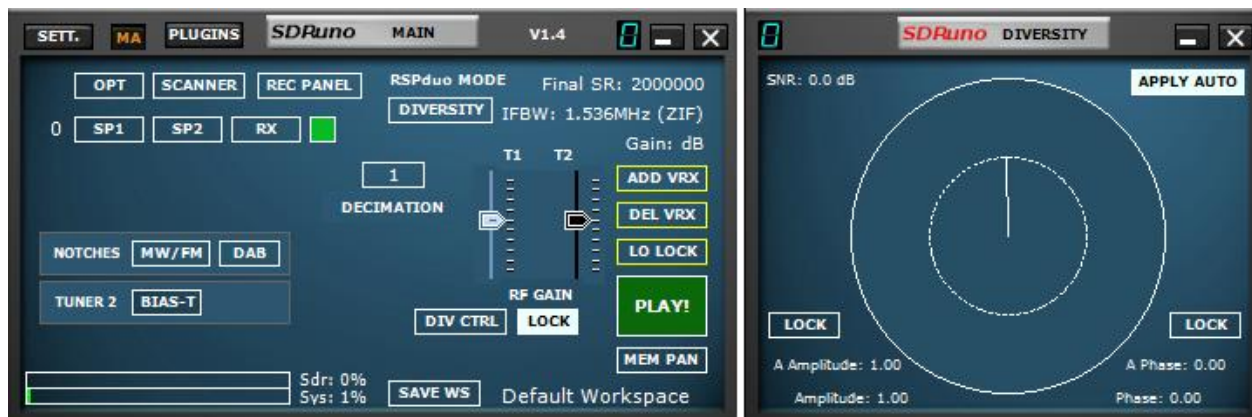 SETT. MA PLUGINS SDRuno MAIN V1.4 0
OPT SCANNER REC PANEL RSPduo MODE Final SR: 2000000
DIVERSITY IFBW: 1.536MHz (ZIF)
0 SP1 SP2 RX
Gain: dB
T1 T2
1 ADD VRX
DECIMATION DEL VRX
NOTCHES MW/FM DAB LO LOCK
TUNER 2 BIAS-T RF GAIN PLAY!
DIV CTRL LOCK
MEM PAN
Sdr: 0%
Sys: 1% SAVE WS Default Workspace
0 SDRuno DIVERSITY
SNR: 0.0 dB APPLY AUTO
LOCK LOCK
A Amplitude: 1.00 A Phase: 0.00
Amplitude: 1.00 Phase: 0.00